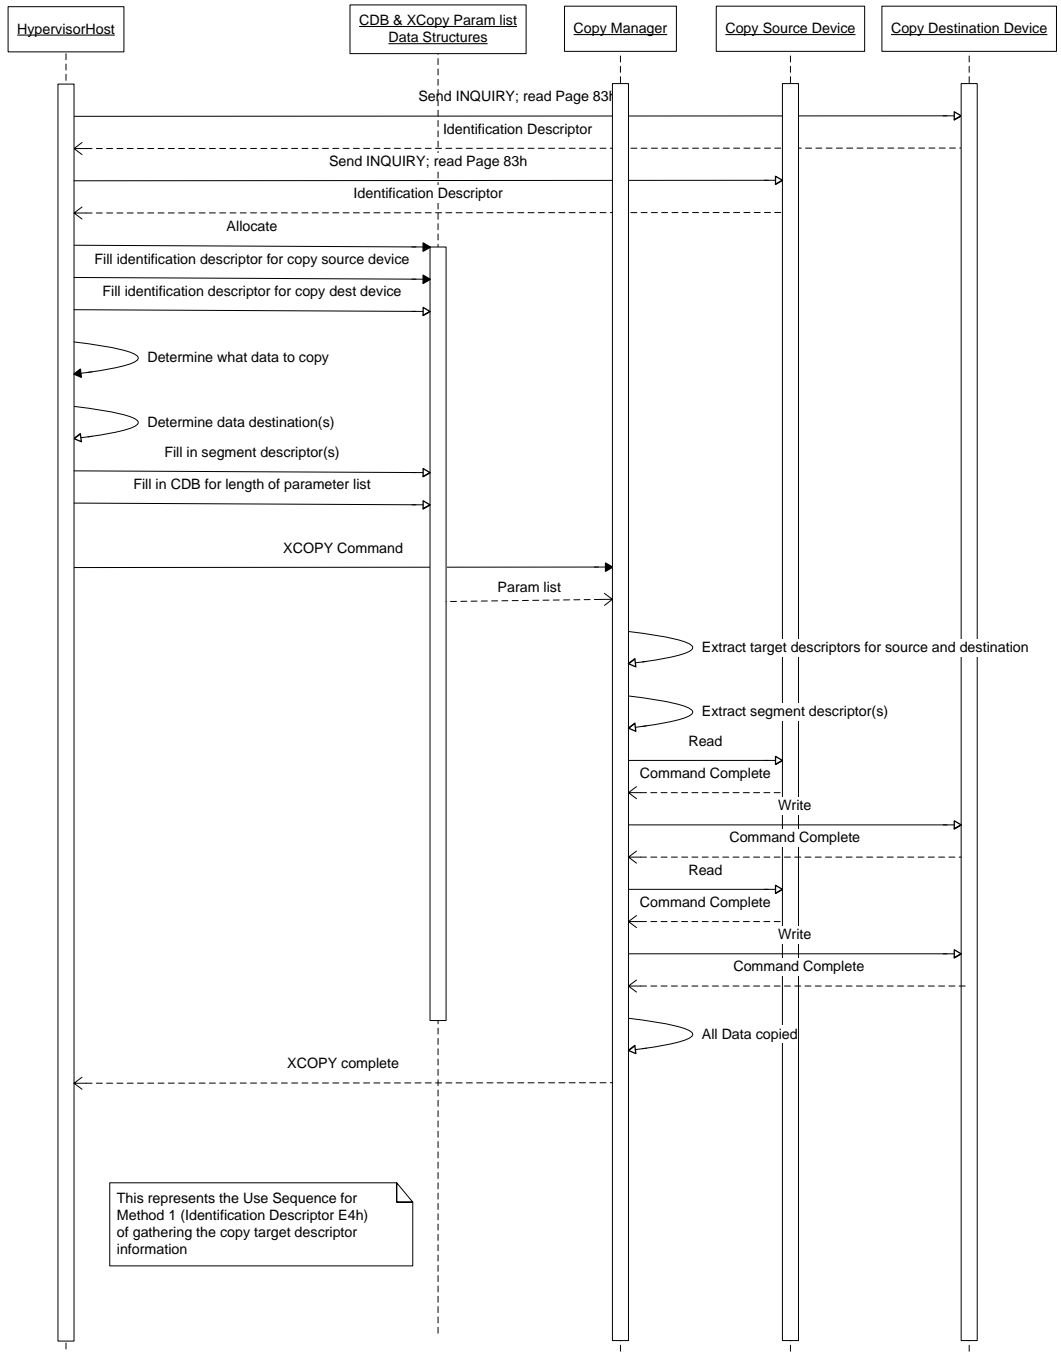 HypervisorHost
CDB & XCopy Param list
Data Structures
Copy Manager
Copy Source Device
Copy Destination Device
Send INQUIRY; read Page 83h
Identification Descriptor
Send INQUIRY; read Page 83h
Identification Descriptor
Allocate
Fill identification descriptor for copy source device
Fill identification descriptor for copy dest device
Determine what data to copy
Determine data destination(s)
Fill in segment descriptor(s)
Fill in CDB for length of parameter list
XCOPY Command
Param list
Extract target descriptors for source and destination
Extract segment descriptor(s)
Read
Command Complete
Write
Command Complete
Read
Command Complete
Write
Command Complete
All Data copied
XCOPY complete
This represents the Use Sequence for
Method 1 (Identification Descriptor E4h)
of gathering the copy target descriptor
information